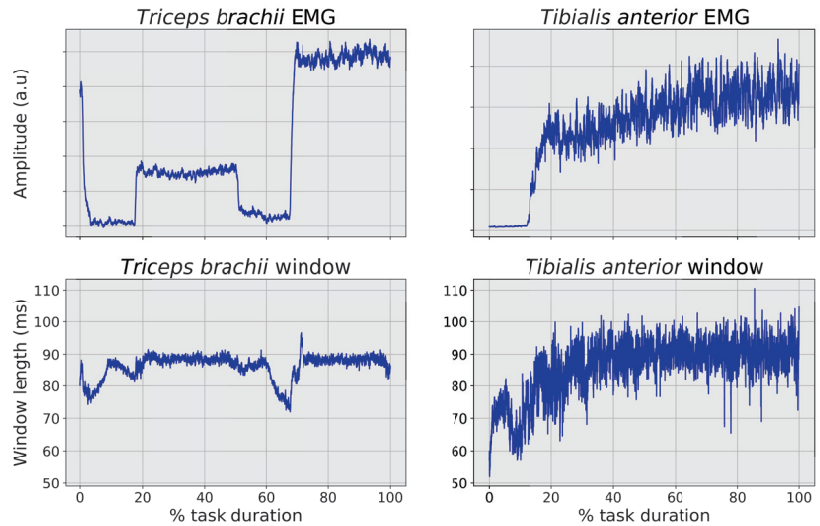 Triceps brachii EMG
Tibialis anterior EMG
Amplitude (a.u)
Triceps brachii window
Tibialis anterior window
Window length (ms)
110
100
90
80
70
60
50
110
100
90
80
70
60
50
0 20 40 60 80 100
0 20 40 60 80 100
% task duration
% task duration